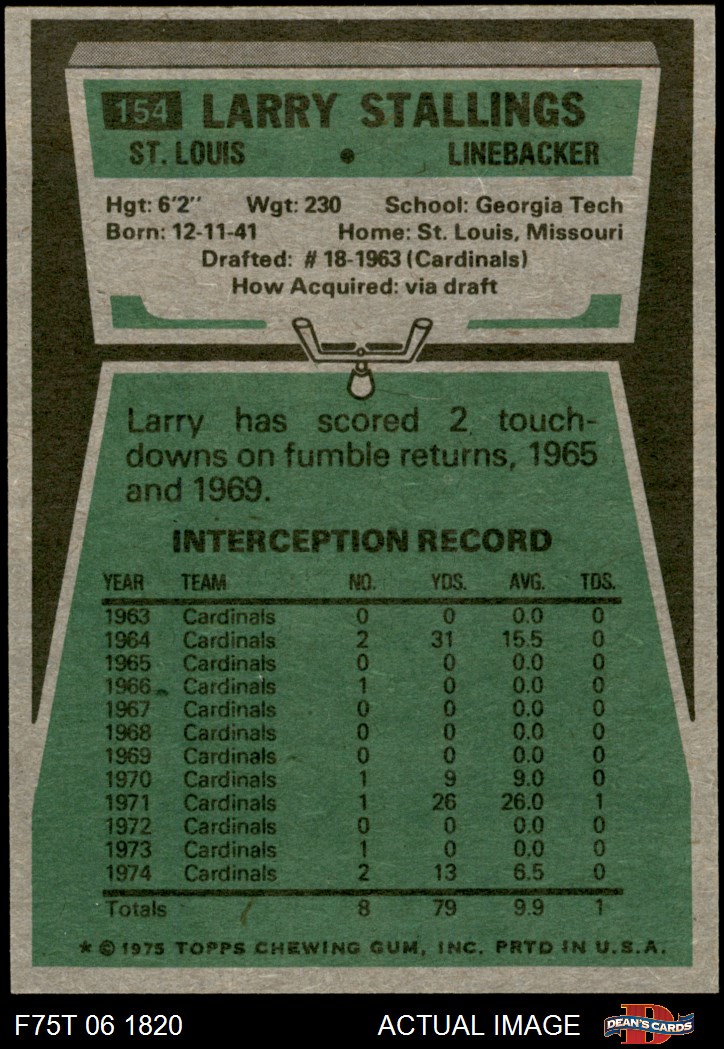 154 LARRY STALLINGS
ST. LOUIS • LINEBACKER
Hgt: 6'2" Wgt: 230 School: Georgia Tech
Born: 12-11-41 Home: St. Louis, Missouri
Drafted: # 18-1963 (Cardinals)
How Acquired: via draft
Larry has scored 2 touch-
downs on fumble returns, 1965
and 1969.
INTERCEPTION RECORD
YEAR TEAM NO. YDS. AVG. TDS.
1963 Cardinals 0 0 0.0 0
1964 Cardinals 2 31 15.5 0
1965 Cardinals 0 0 0.0 0
1966 Cardinals 1 0 0.0 0
1967 Cardinals 0 0 0.0 0
1968 Cardinals 0 0 0.0 0
1969 Cardinals 0 0 0.0 0
1970 Cardinals 1 9 9.0 0
1971 Cardinals 1 26 26.0 1
1972 Cardinals 0 0 0.0 0
1973 Cardinals 1 0 0.0 0
1974 Cardinals 2 13 6.5 0
Totals 8 79 9.9 1
* © 1975 TOPPS CHEWING GUM, INC. PRTD IN U.S.A.
F75T 06 1820 ACTUAL IMAGE D DEAN'S CARDS